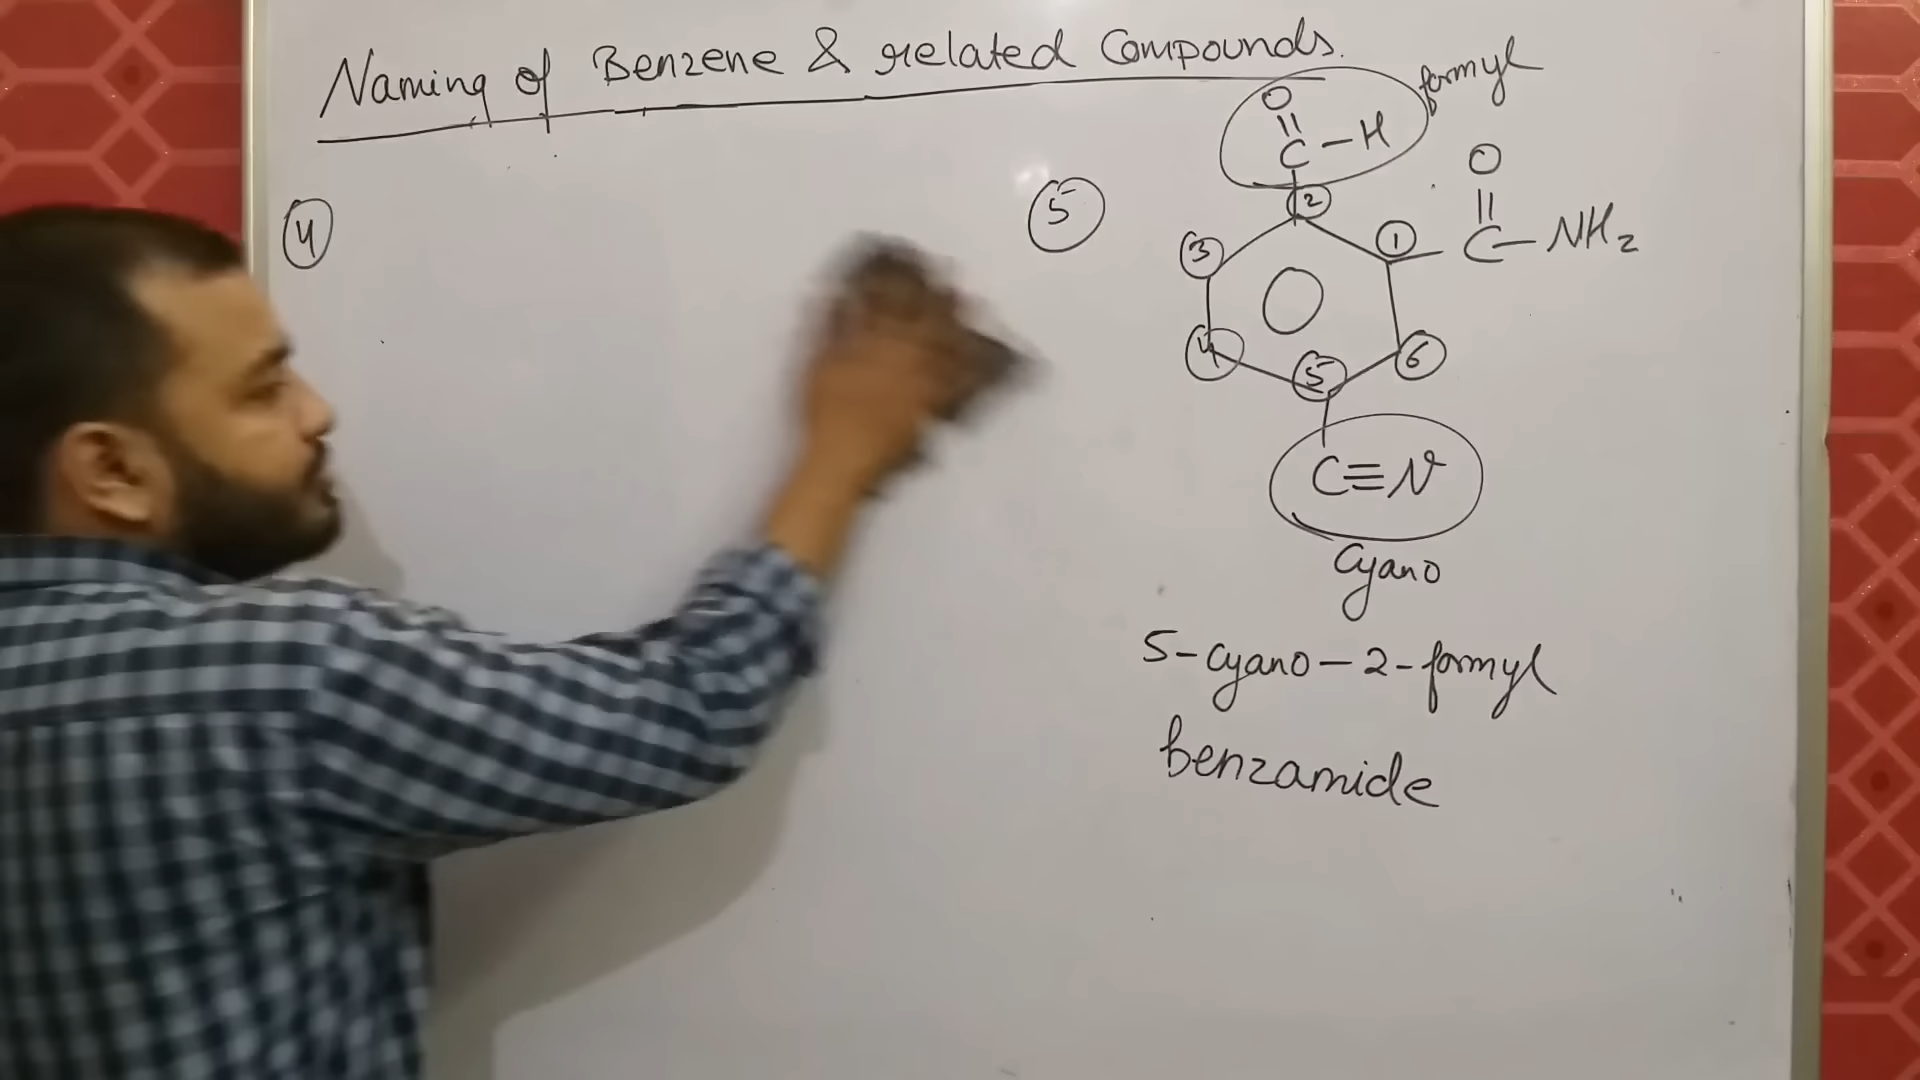 Naming of Benzene & related Compounds.
4
5
O
||
C-H
formyl
O
||
C-NH2
1
2
3
4
5
6
C≡N
Cyano
5-cyano-2-formyl
benzamide